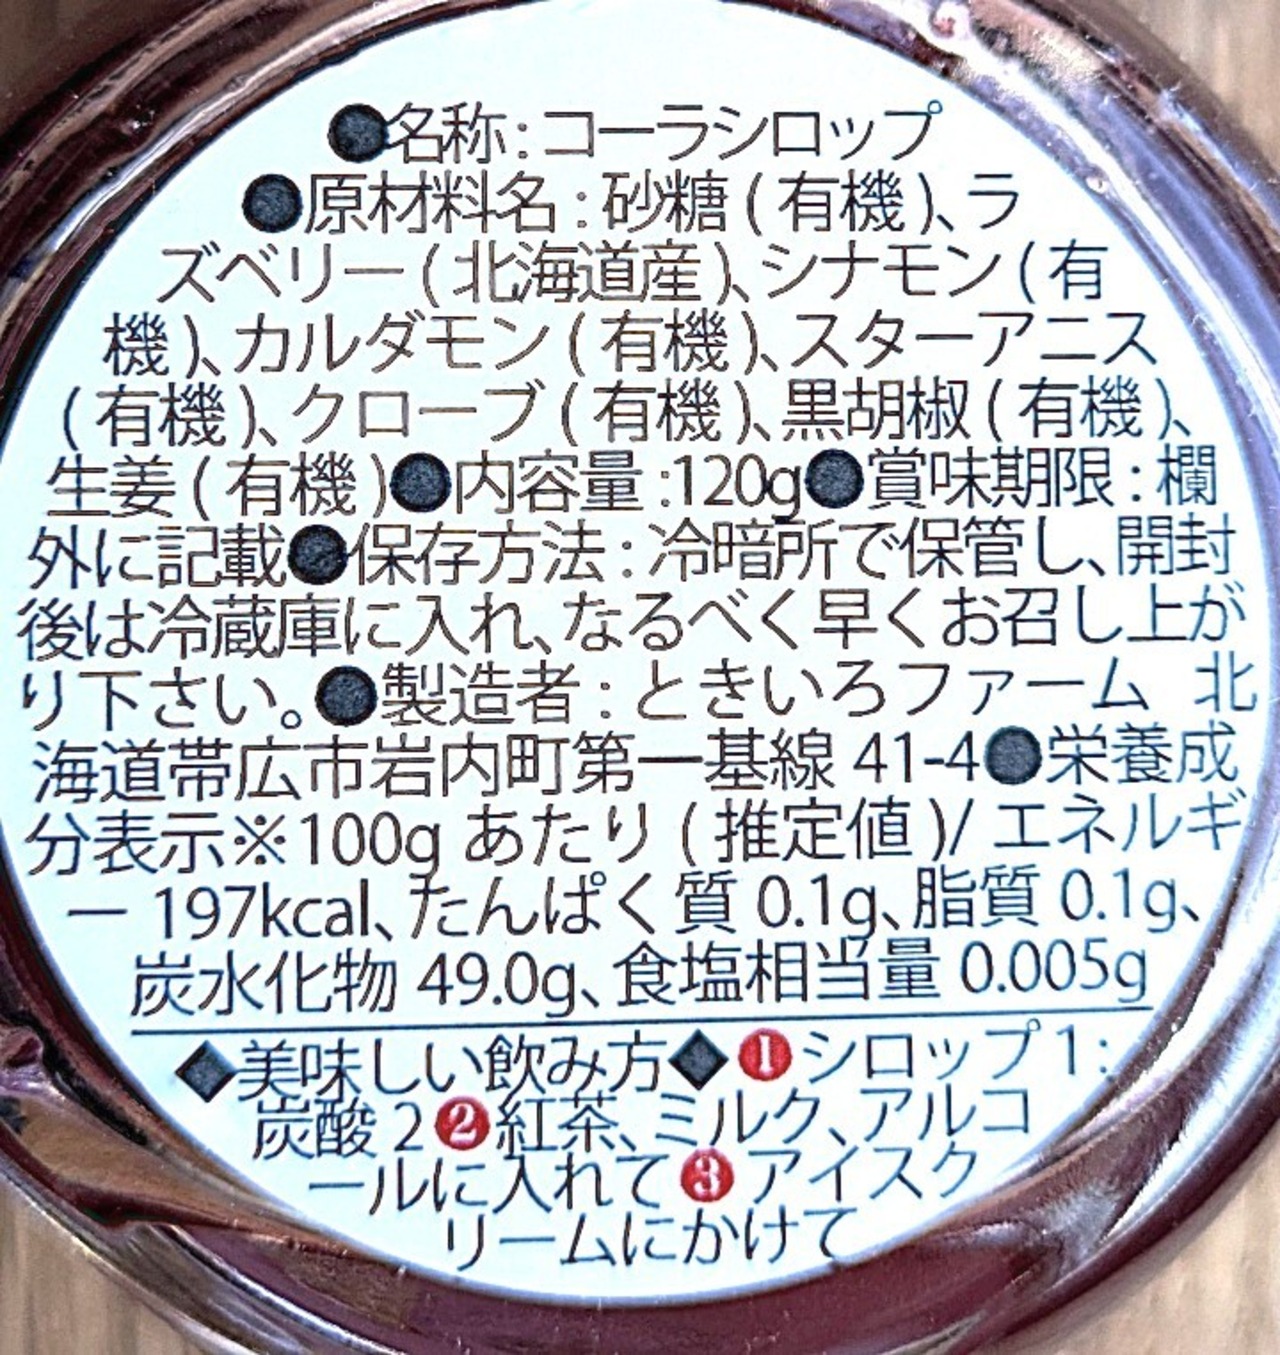 ●名称:コーラシロップ
●原材料名:砂糖(有機)、ラ
ズベリー(北海道産)、シナモン(有
機)、カルダモン(有機)、スターアニス
(有機)、クローブ(有機)、黒胡椒(有機)、
生姜(有機)●内容量:120g●賞味期限:欄
外に記載●保存方法:冷暗所で保管し、開封
後は冷蔵庫に入れ、なるべく早くお召し上が
り下さい。●製造者:ときいろファーム 北
海道帯広市岩内町第一基線 41-4●栄養成
分表示※100g あたり(推定値)/ エネルギ
ー 197kcal、たんぱく質 0.1g、脂質 0.1g、
炭水化物 49.0g、食塩相当量 0.005g
◆美味しい飲み方◆❶シロップ 1:
炭酸 2❷紅茶、ミルク、アルコ
ールに入れて❸アイスク
リームにかけて